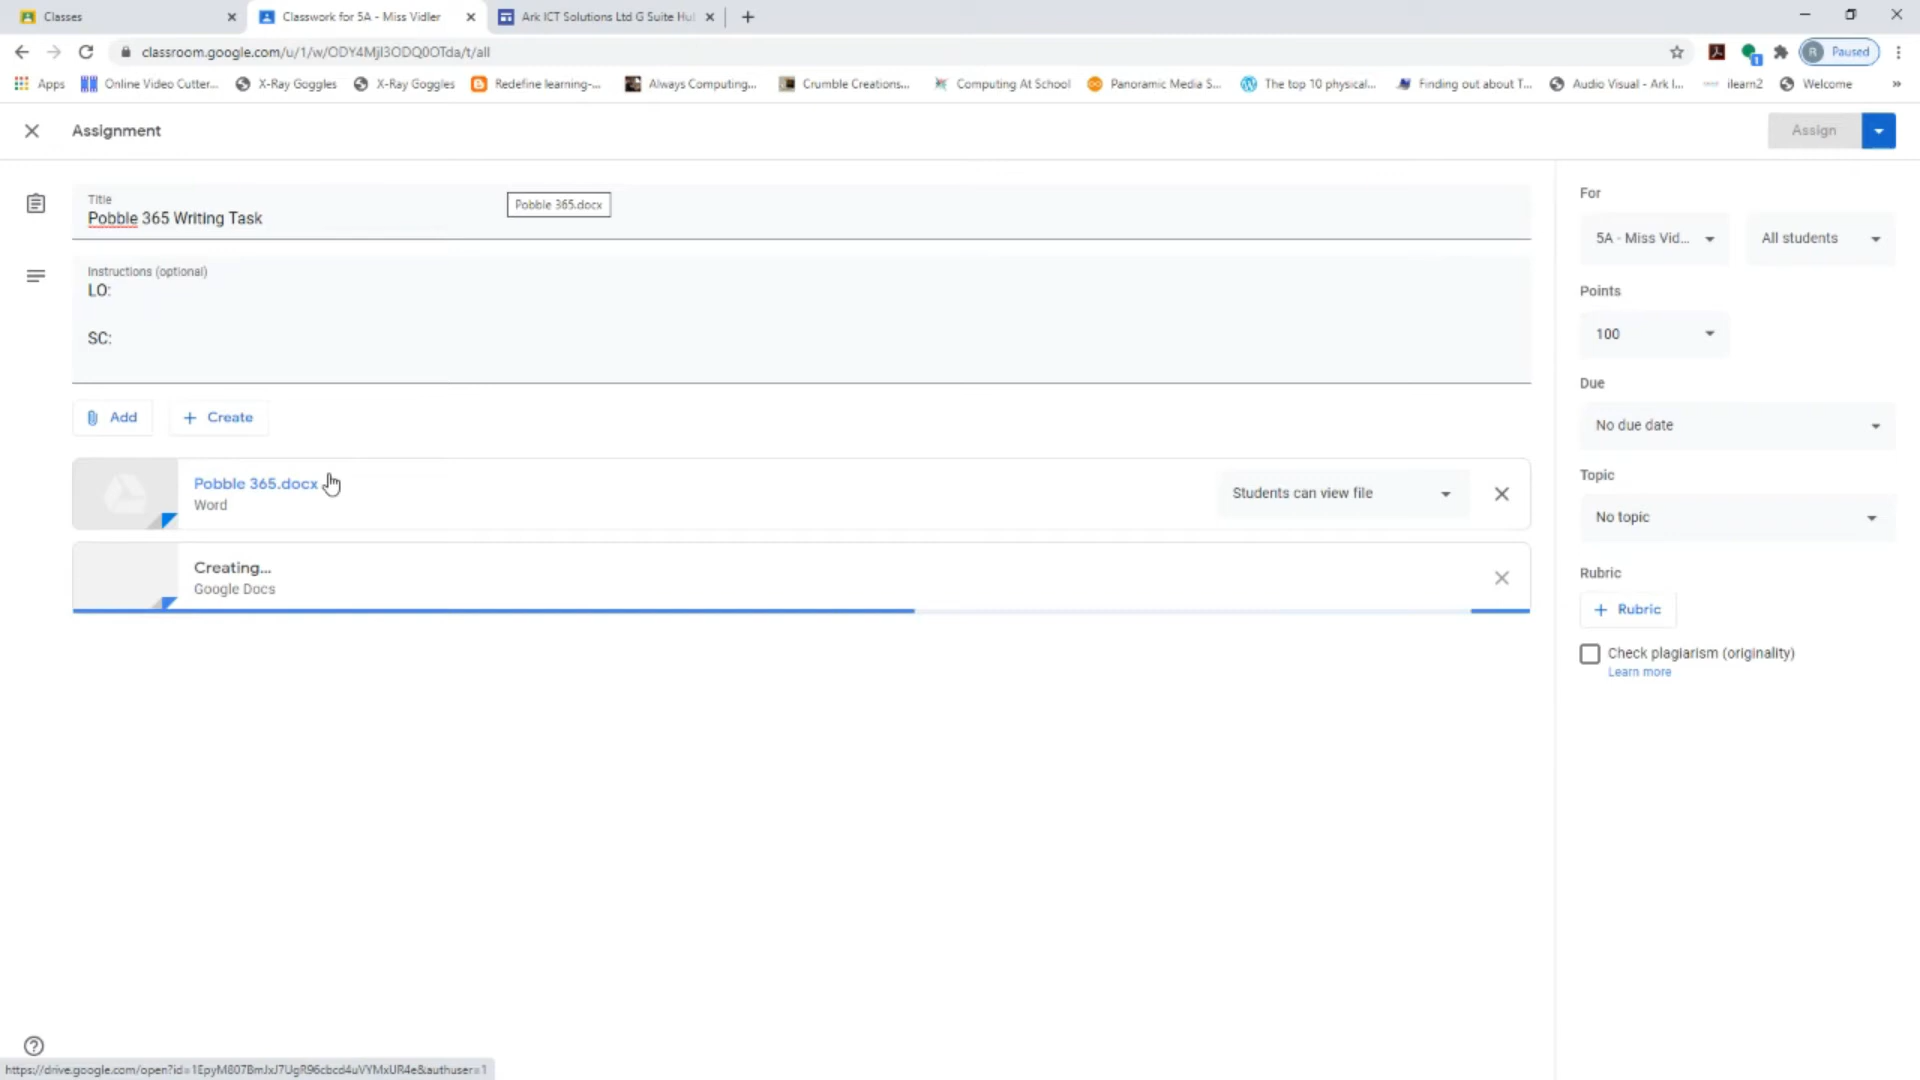 Classes
Classwork for 5A - Miss Vidler
Ark ICT Solutions Ltd G Suite Hu
classroom.google.com/u/1/w/ODY4MjI3ODQ0OTda/t/all
R Paused
Apps
Online Video Cutter...
X-Ray Goggles
X-Ray Goggles
Redefine learning-...
Always Computing...
Crumble Creations...
Computing At School
Panoramic Media S...
The top 10 physical...
Finding out about T...
Audio Visual - Ark I...
ilearn2
Welcome
»
Assignment
Assign
Title
Pobble 365 Writing Task
Pobble 365.docx
Instructions (optional)
LO:
SC:
Add
Create
Pobble 365.docx
Word
Students can view file
Creating...
Google Docs
For
5A - Miss Vid...
All students
Points
100
Due
No due date
Topic
No topic
Rubric
Rubric
Check plagiarism (originality)
Learn more